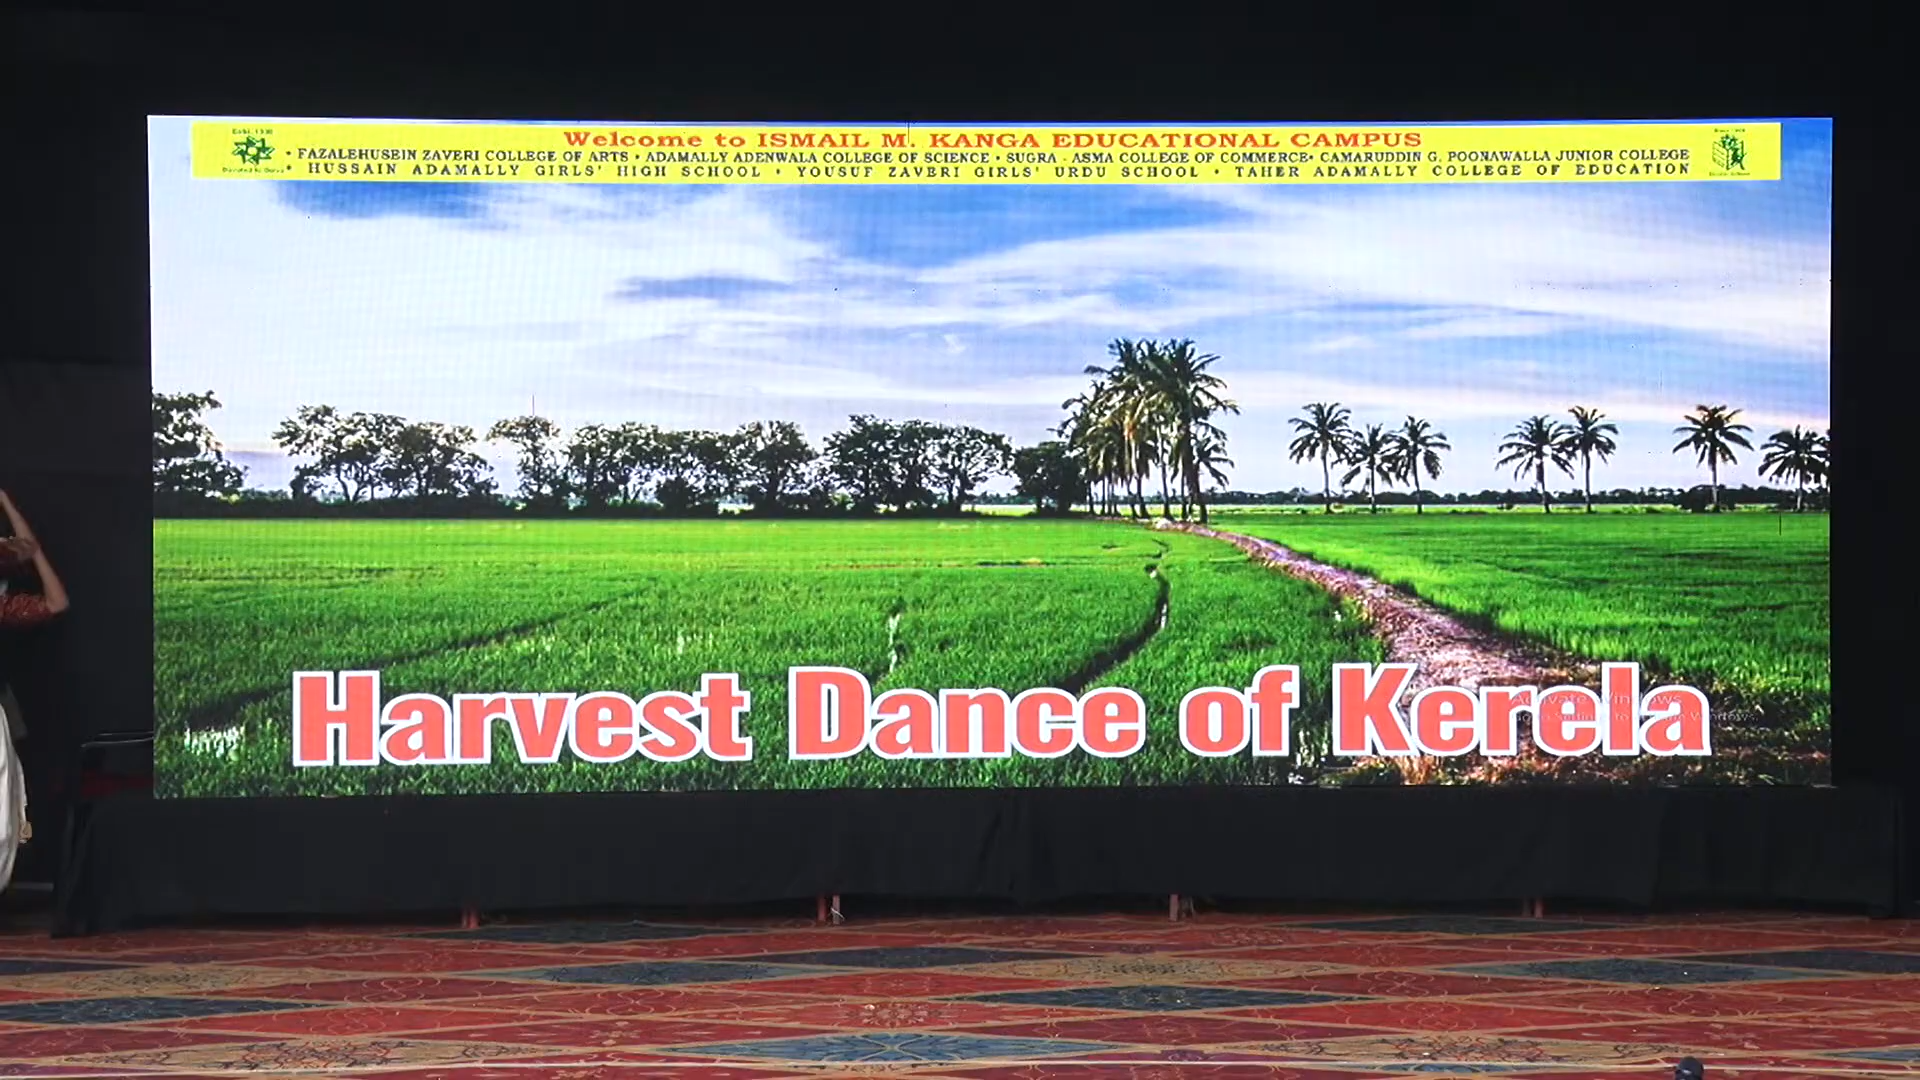 Welcome to ISMAIL M. KANGA EDUCATIONAL CAMPUS
• FAZALEHUSEIN ZAVERI COLLEGE OF ARTS • ADAMALLY ADENWALA COLLEGE OF SCIENCE • SUGRA - ASMA COLLEGE OF COMMERCE• CAMARUDDIN G. POONAWALLA JUNIOR COLLEGE
• HUSSAIN ADAMALLY GIRLS' HIGH SCHOOL • YOUSUF ZAVERI GIRLS' URDU SCHOOL • TAHER ADAMALLY COLLEGE OF EDUCATION
Harvest Dance of Kerela
Activate Windows